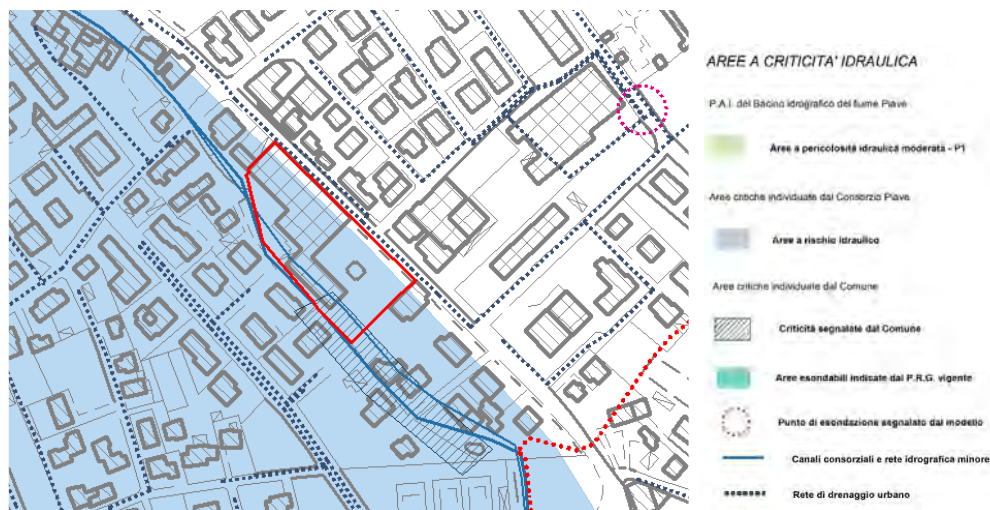 AREE A CRITICITA' IDRAULICA
P.A.I. del Bacino idrografico del fiume Piave
Aree a pericolosità idraulica moderata - P1
Aree critiche individuate dal Consorzio Piave
Aree a rischio idraulico
Aree critiche individuate dal Comune
Criticità segnalate dal Comune
Aree esondabili indicate dal P.R.G. vigente
Punto di esondazione segnalato dal modello
Canali consorziali e rete idrografica minore
Rete di drenaggio urbano